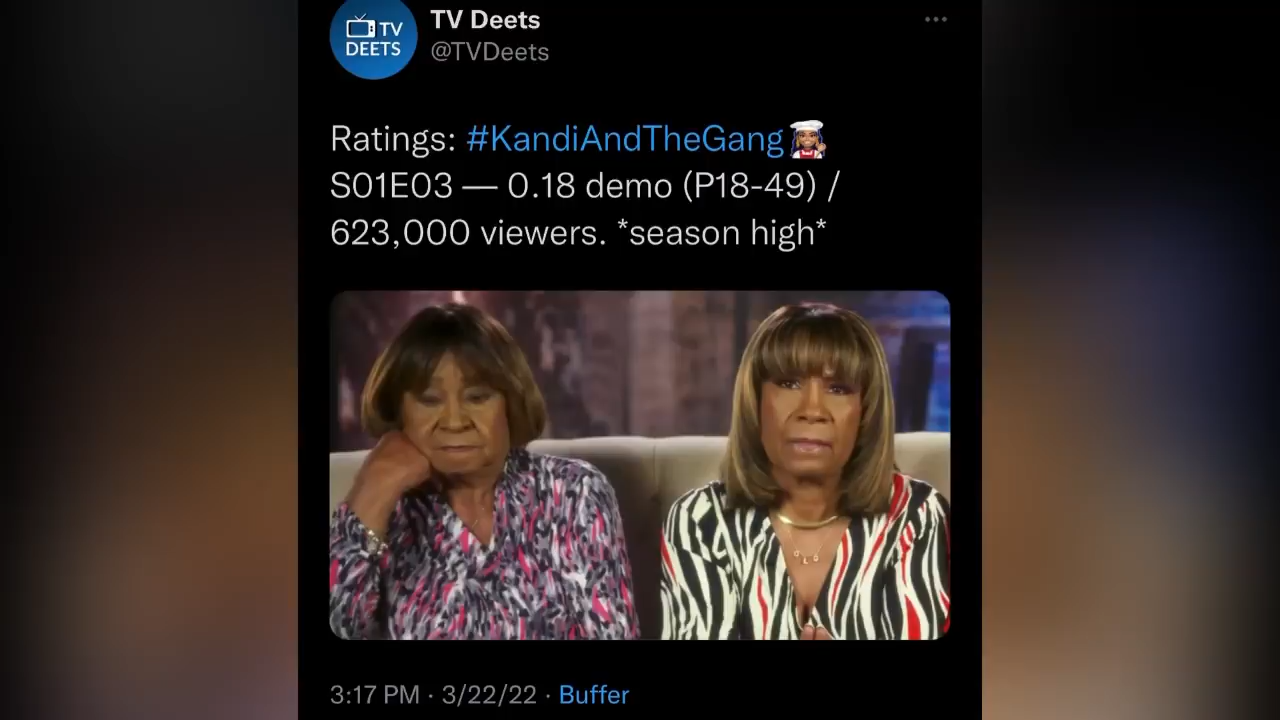 TV
DEETS
TV Deets
@TVDeets
Ratings: #KandiAndTheGang
S01E03 — 0.18 demo (P18-49) /
623,000 viewers. *season high*
3:17 PM · 3/22/22 · Buffer